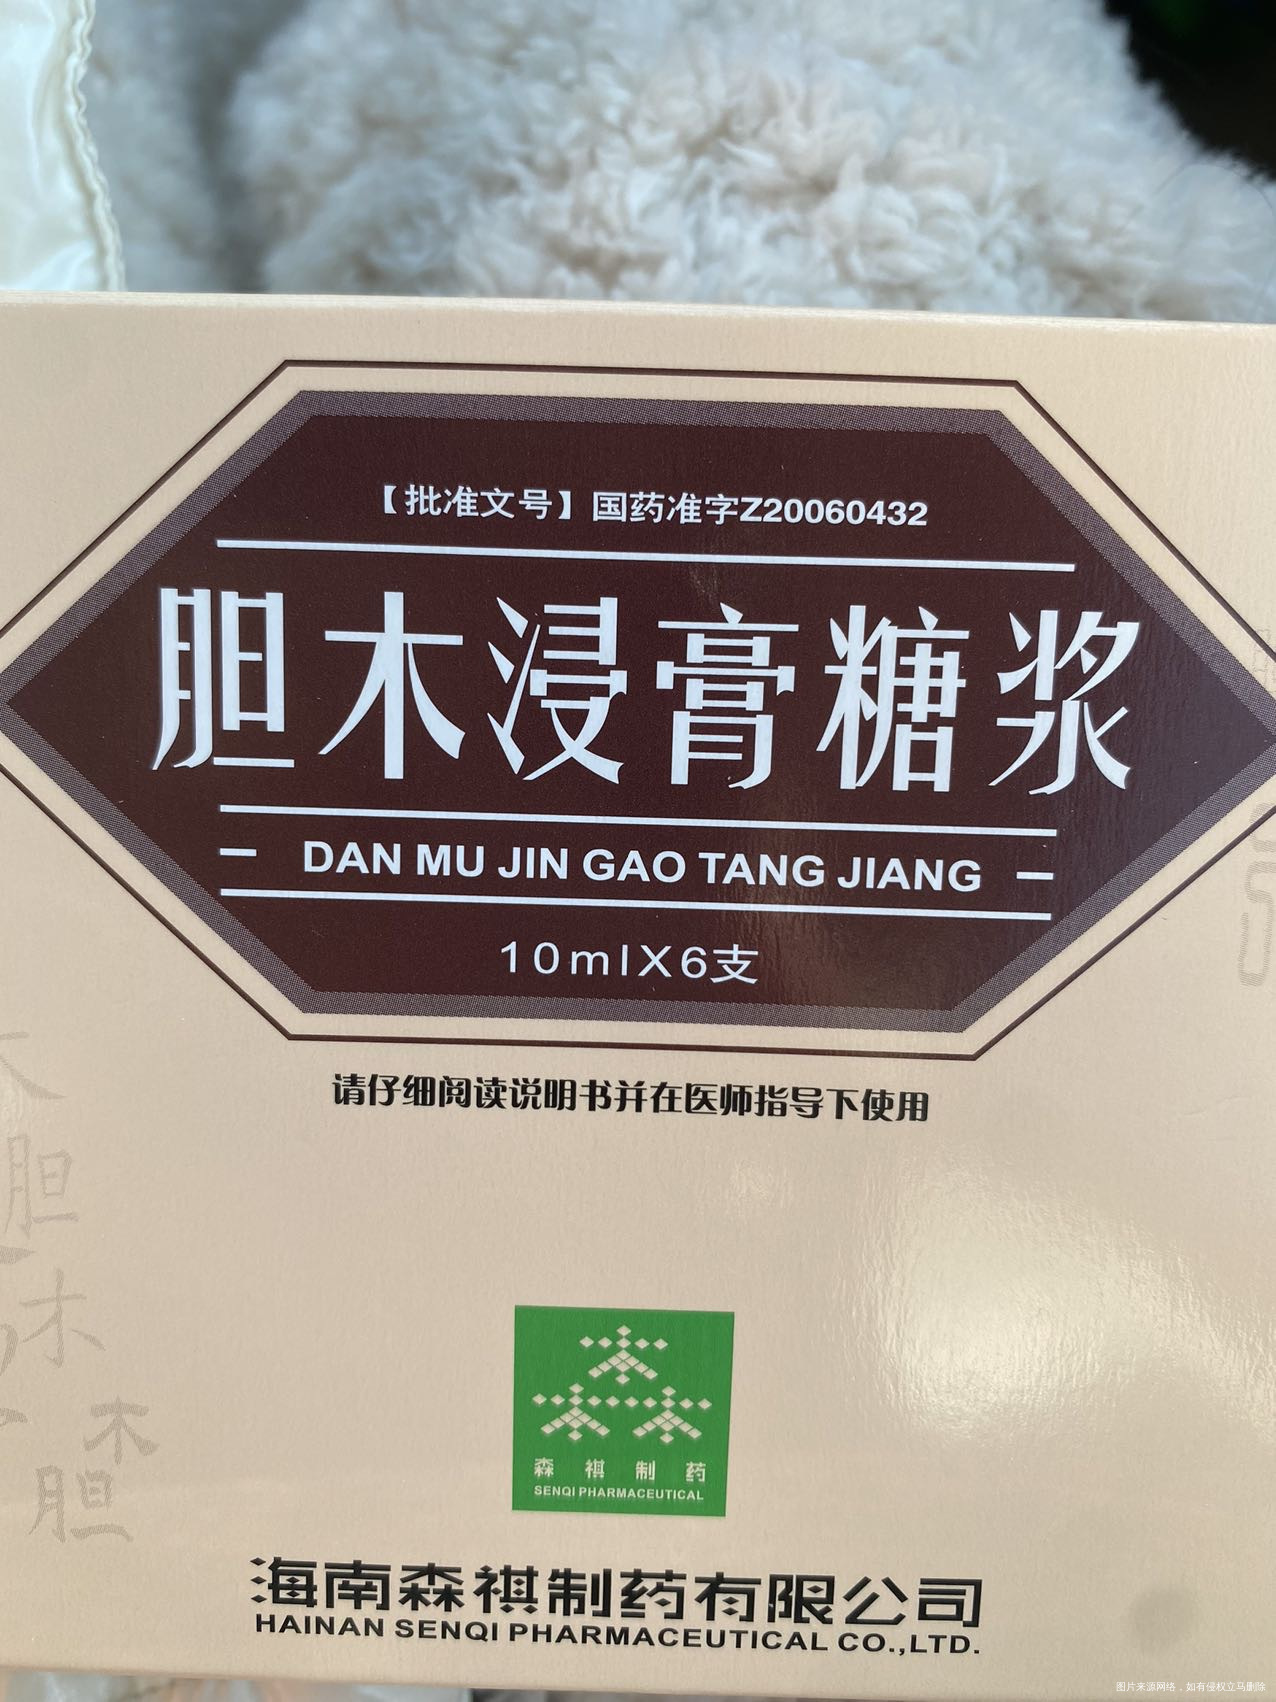 【批准文号】国药准字Z20060432
胆木浸膏糖浆
DAN MU JIN GAO TANG JIANG
10mlX6支
请仔细阅读说明书并在医师指导下使用
胆
木
木
胆
森祺制药
SENQI PHARMACEUTICAL
海南森祺制药有限公司
HAINAN SENQI PHARMACEUTICAL CO.,LTD.
图片来源网络，如有侵权立马删除